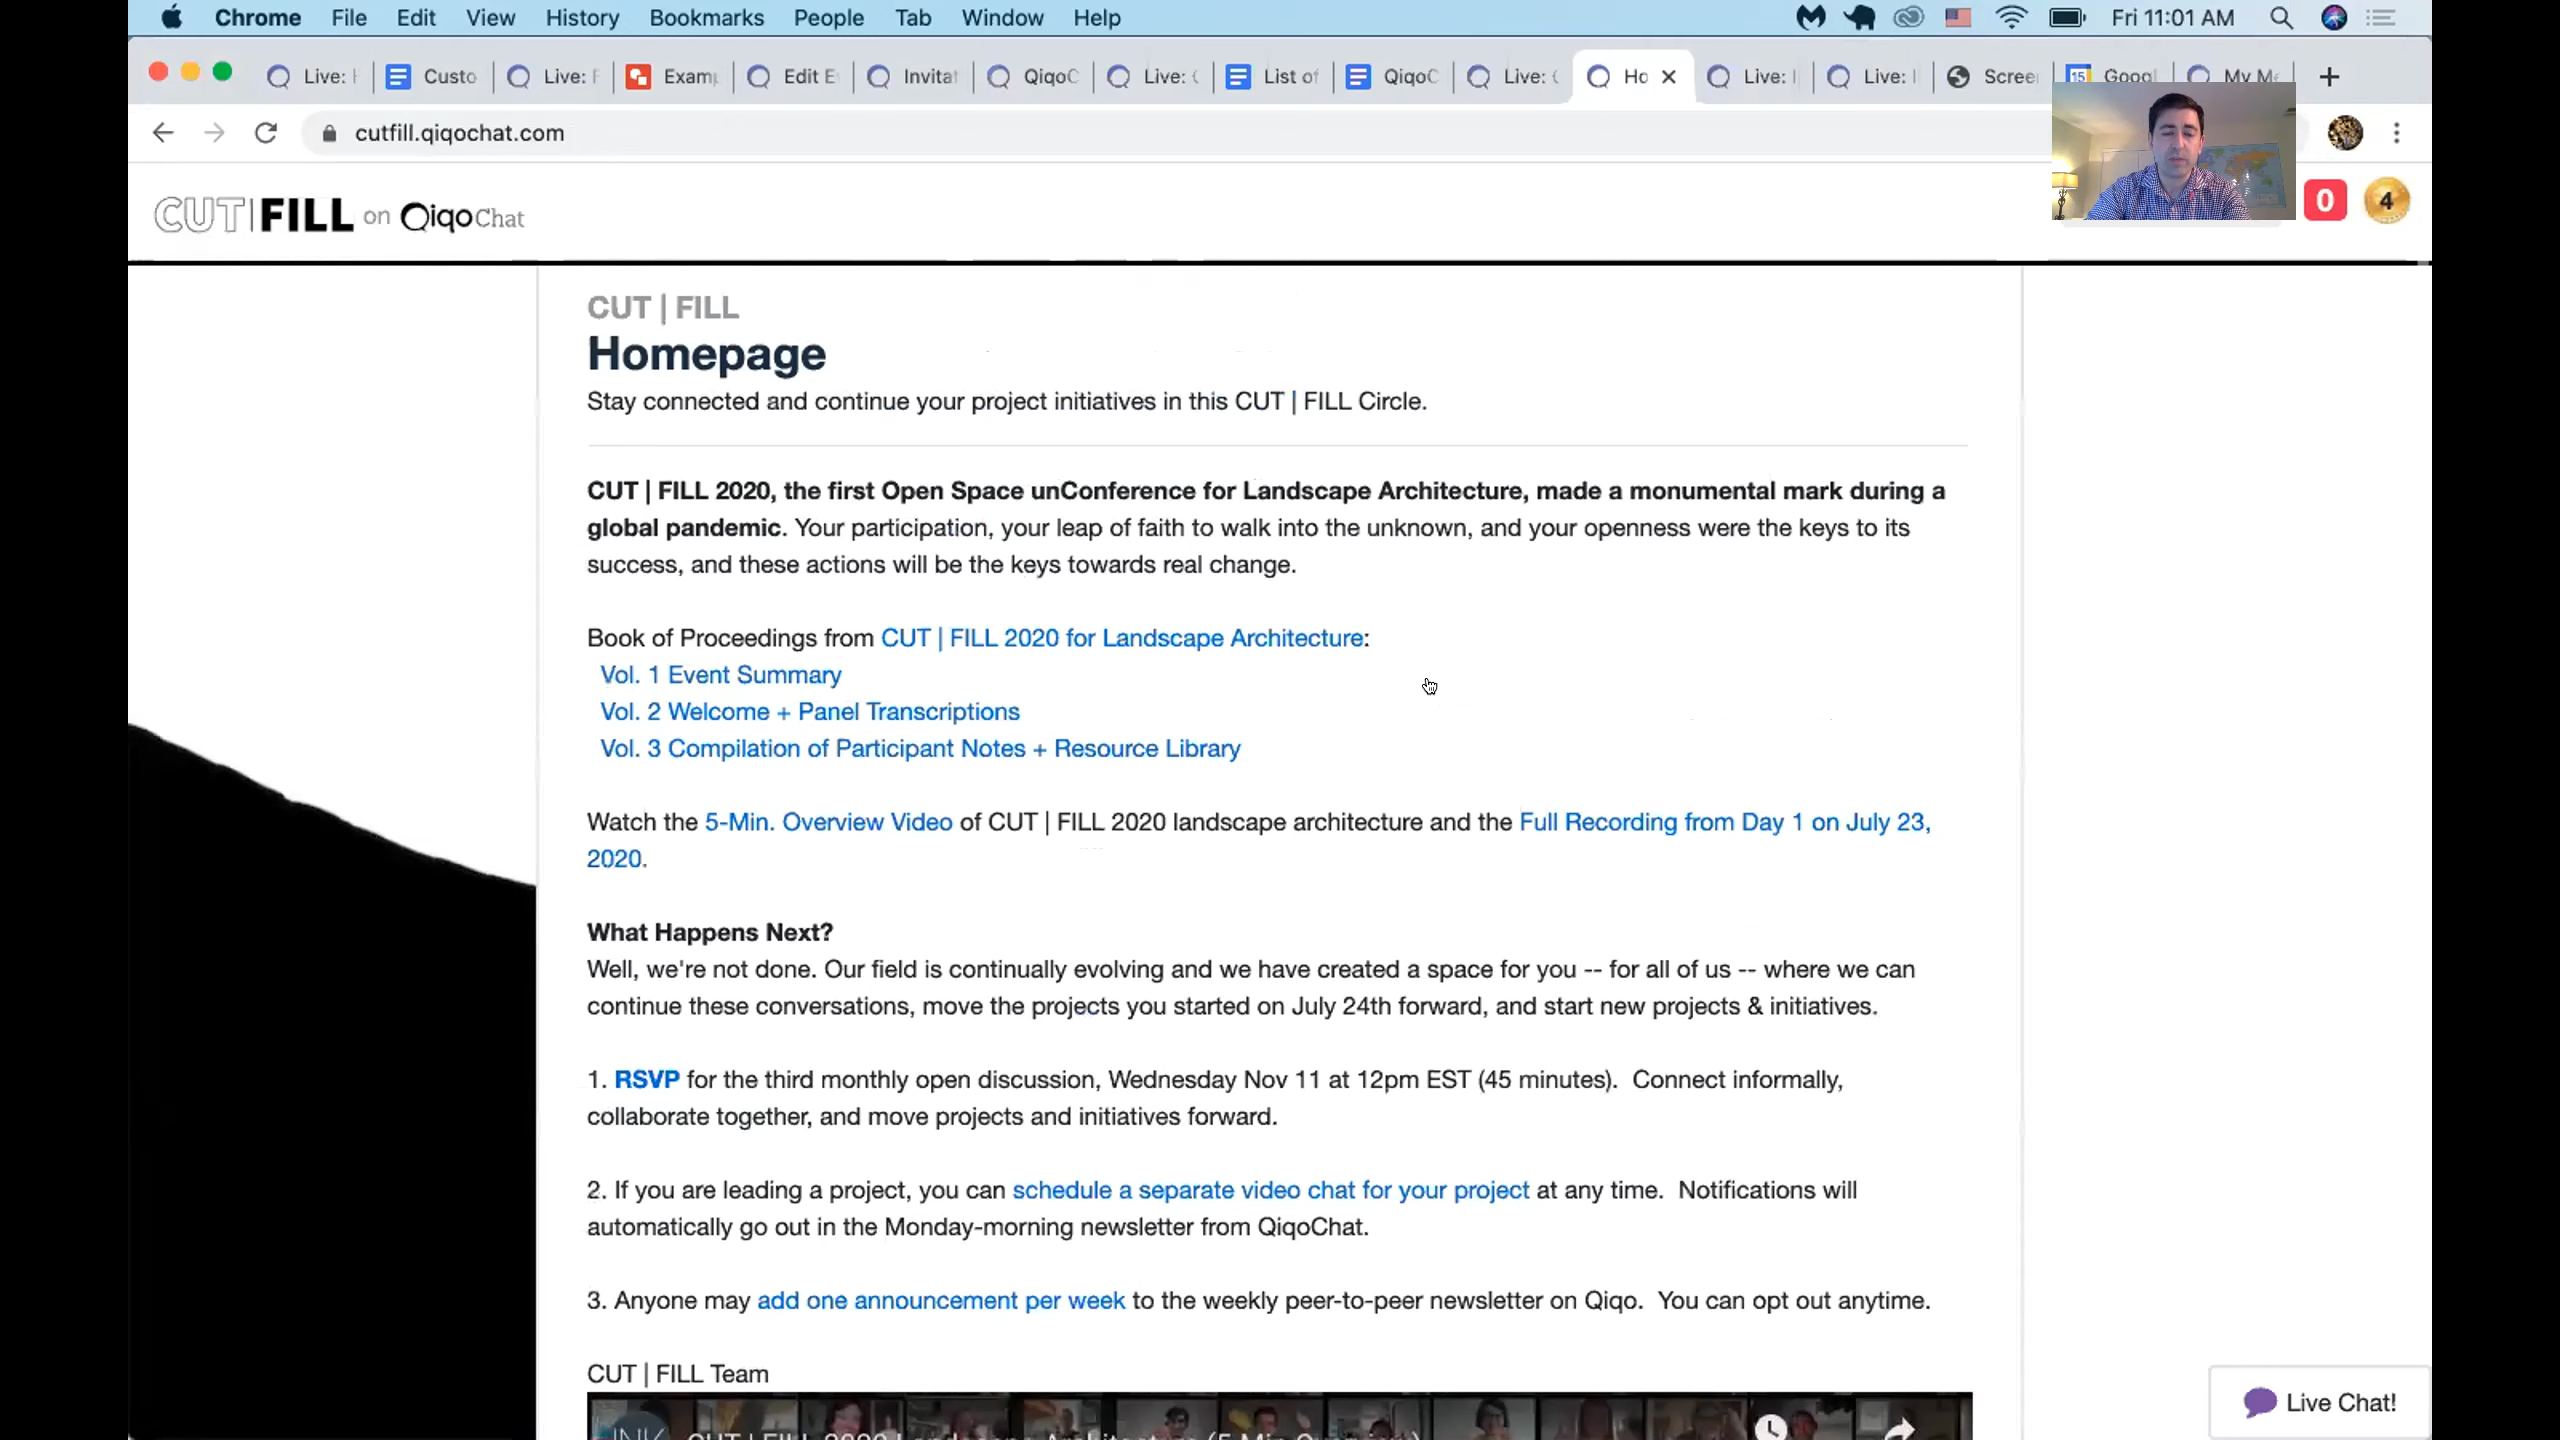 Chrome File Edit View History Bookmarks People Tab Window Help Fri 11:01 AM
Live: Custo Live: Exam Edit E Invitat QiqoC Live: List of QiqoC Live: Ho Live: Live: Scree 15 Googl My M
cutfill.qiqochat.com
CUT|FILL on QiqoChat 0 4
CUT | FILL
Homepage
Stay connected and continue your project initiatives in this CUT | FILL Circle.
CUT | FILL 2020, the first Open Space unConference for Landscape Architecture, made a monumental mark during a
global pandemic. Your participation, your leap of faith to walk into the unknown, and your openness were the keys to its
success, and these actions will be the keys towards real change.
Book of Proceedings from CUT | FILL 2020 for Landscape Architecture:
Vol. 1 Event Summary
Vol. 2 Welcome + Panel Transcriptions
Vol. 3 Compilation of Participant Notes + Resource Library
Watch the 5-Min. Overview Video of CUT | FILL 2020 landscape architecture and the Full Recording from Day 1 on July 23,
2020.
What Happens Next?
Well, we're not done. Our field is continually evolving and we have created a space for you -- for all of us -- where we can
continue these conversations, move the projects you started on July 24th forward, and start new projects & initiatives.
1. RSVP for the third monthly open discussion, Wednesday Nov 11 at 12pm EST (45 minutes). Connect informally,
collaborate together, and move projects and initiatives forward.
2. If you are leading a project, you can schedule a separate video chat for your project at any time. Notifications will
automatically go out in the Monday-morning newsletter from QiqoChat.
3. Anyone may add one announcement per week to the weekly peer-to-peer newsletter on Qiqo. You can opt out anytime.
CUT | FILL Team
Live Chat!